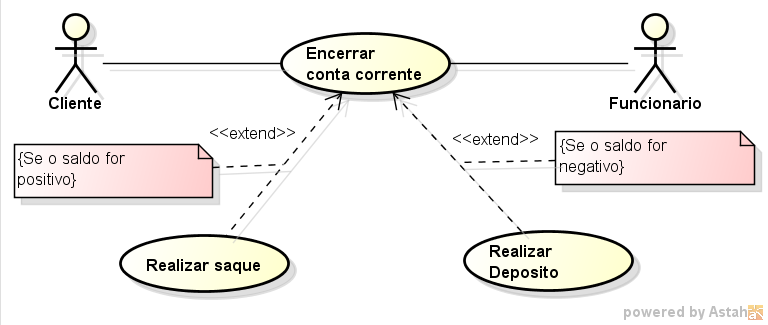 Encerrar
conta corrente
Cliente
Funcionario
<<extend>>
<<extend>>
{Se o saldo for
positivo}
{Se o saldo for
negativo}
Realizar saque
Realizar
Deposito
powered by Astah